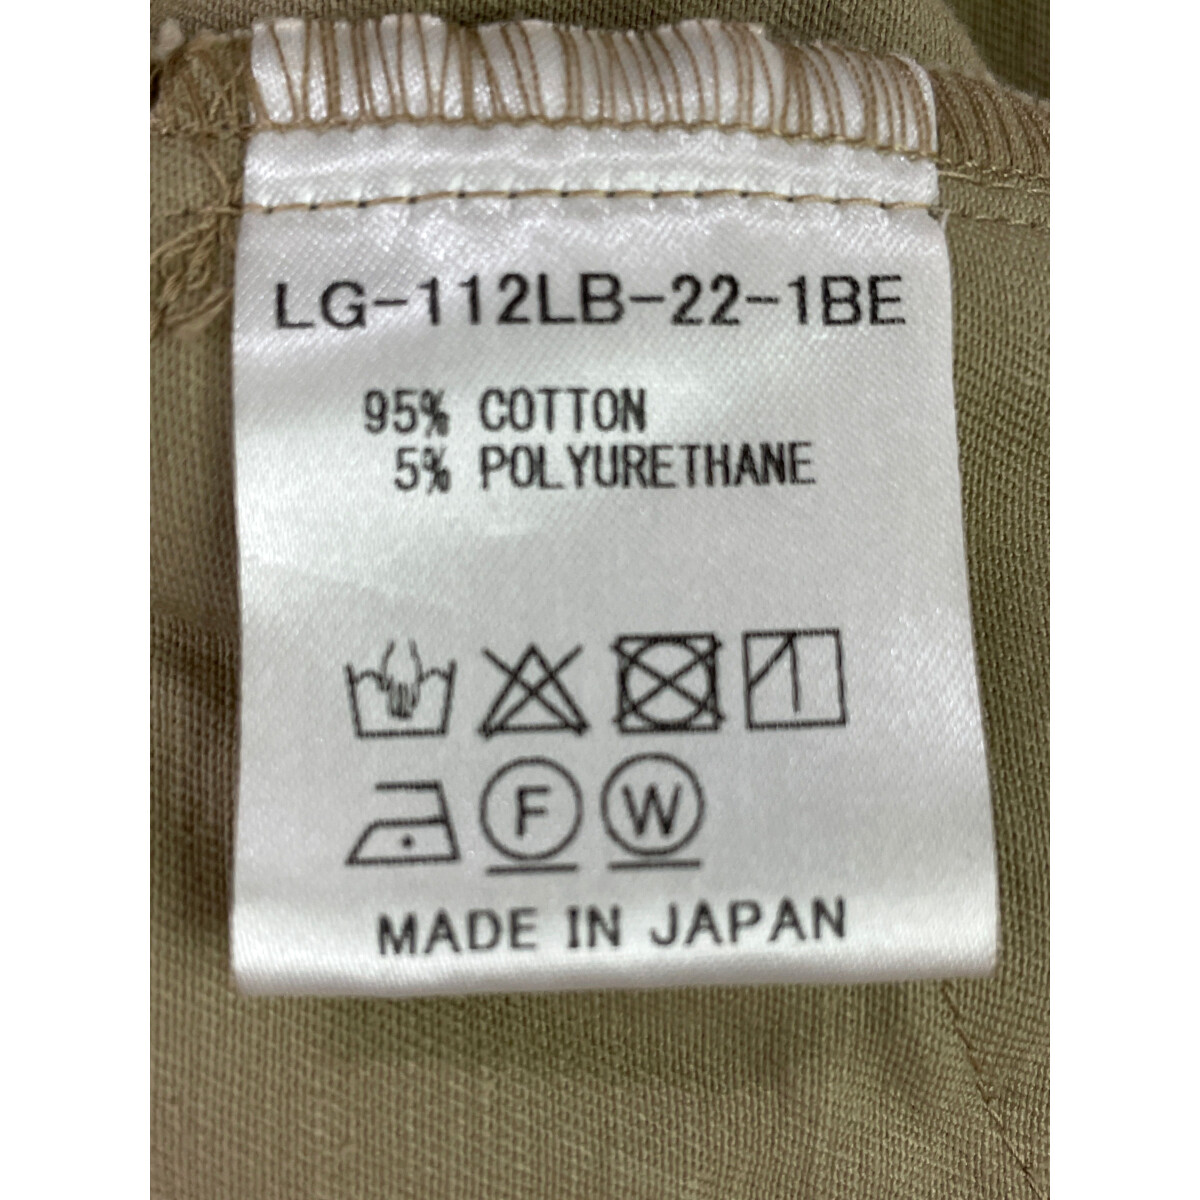 LG-112LB-22-1BE
95% COTTON
5% POLYURETHANE
F W
MADE IN JAPAN